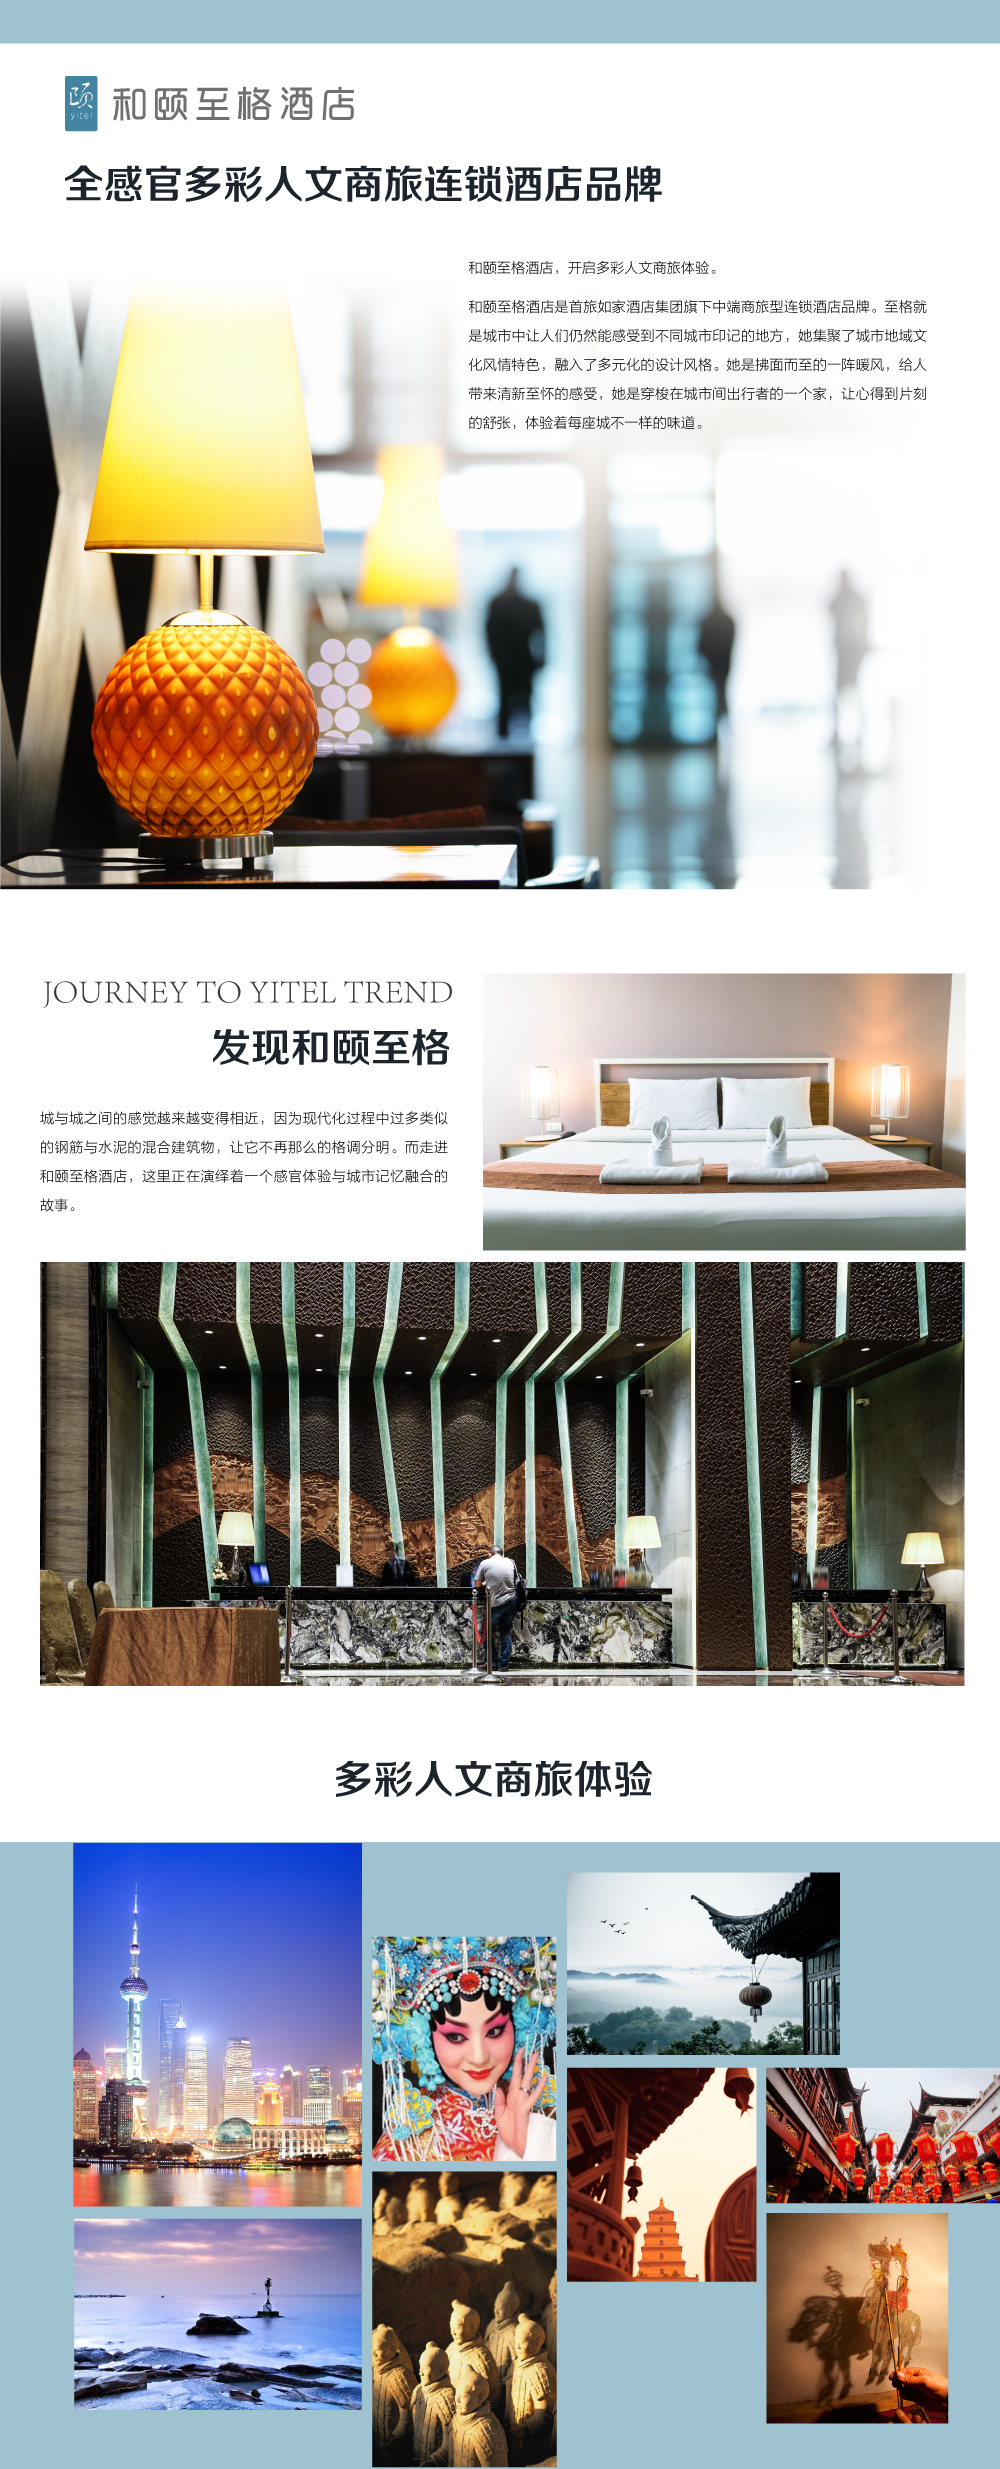 颐
yitel
和颐至格酒店
全感官多彩人文商旅连锁酒店品牌
和颐至格酒店，开启多彩人文商旅体验。
和颐至格酒店是首旅如家酒店集团旗下中端商旅型连锁酒店品牌。至格就
是城市中让人们仍然能感受到不同城市印记的地方，她集聚了城市地域文
化风情特色，融入了多元化的设计风格。她是拂面而至的一阵暖风，给人
带来清新至怀的感受，她是穿梭在城市间出行者的一个家，让心得到片刻
的舒张，体验着每座城不一样的味道。
JOURNEY TO YITEL TREND
发现和颐至格
城与城之间的感觉越来越变得相近，因为现代化过程中过多类似
的钢筋与水泥的混合建筑物，让它不再那么的格调分明。而走进
和颐至格酒店，这里正在演绎着一个感官体验与城市记忆融合的
故事。
多彩人文商旅体验